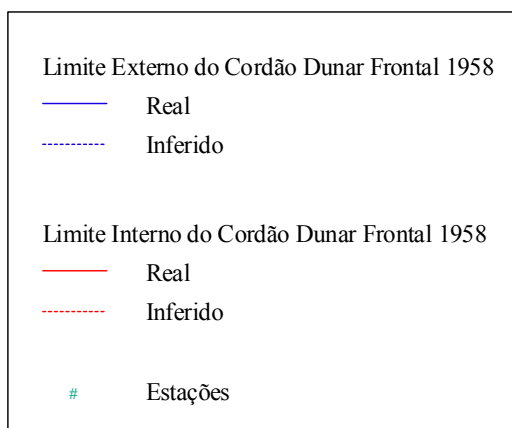 Limite Externo do Cordão Dunar Frontal 1958
Real
Inferido
Limite Interno do Cordão Dunar Frontal 1958
Real
Inferido
# Estações